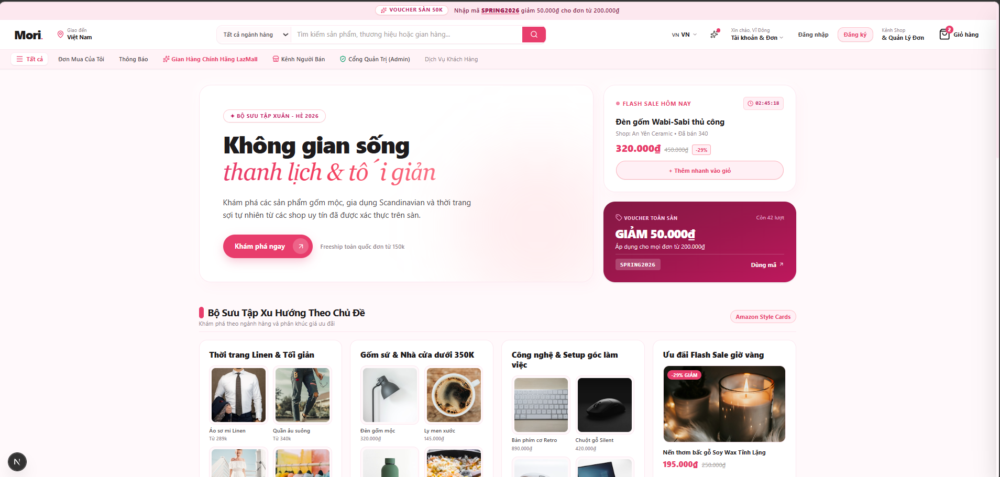 VOUCHER SÀN 50K Nhập mã SPRING2026 giảm 50.000₫ cho đơn từ 200.000₫
Mori.
Giao đến
Việt Nam
Tất cả ngành hàng
Tìm kiếm sản phẩm, thương hiệu hoặc gian hàng...
VN VN
Xin chào, Vĩ Đông
Tài khoản & Đơn
Đăng nhập
Đăng ký
Kênh Shop
& Quản Lý Đơn
2
Giỏ hàng
Tất cả
Đơn Mua Của Tôi
Thông Báo
Gian Hàng Chính Hãng LazMall
Kênh Người Bán
Cổng Quản Trị (Admin)
Dịch Vụ Khách Hàng
✦ BỘ SƯU TẬP XUÂN - HÈ 2026
Không gian sống
thanh lịch & tối giản
Khám phá các sản phẩm gốm mộc, gia dụng Scandinavian và thời trang
sợi tự nhiên từ các shop uy tín đã được xác thực trên sàn.
Khám phá ngay
Freeship toàn quốc đơn từ 150k
FLASH SALE HÔM NAY
02:45:18
Đèn gốm Wabi-Sabi thủ công
Shop: An Yên Ceramic • Đã bán 340
320.000₫ 450.000₫ -29%
+ Thêm nhanh vào giỏ
VOUCHER TOÀN SÀN
Còn 42 lượt
GIẢM 50.000₫
Áp dụng cho mọi đơn từ 200.000₫
SPRING2026
Dùng mã
Bộ Sưu Tập Xu Hướng Theo Chủ Đề
Khám phá theo ngành hàng và phân khúc giá ưu đãi
Amazon Style Cards
Thời trang Linen & Tối giản
Áo sơ mi Linen
Từ 289k
Quần âu suông
Từ 340k
Gốm sứ & Nhà cửa dưới 350K
Đèn gốm mộc
320.000₫
Ly men xước
145.000₫
Công nghệ & Setup góc làm
việc
Bàn phím cơ Retro
890.000₫
Chuột gỗ Silent
420.000₫
Ưu đãi Flash Sale giờ vàng
-29% GIẢM
Nến thơm bấc gỗ Soy Wax Tĩnh Lặng
195.000₫ 250.000₫
N